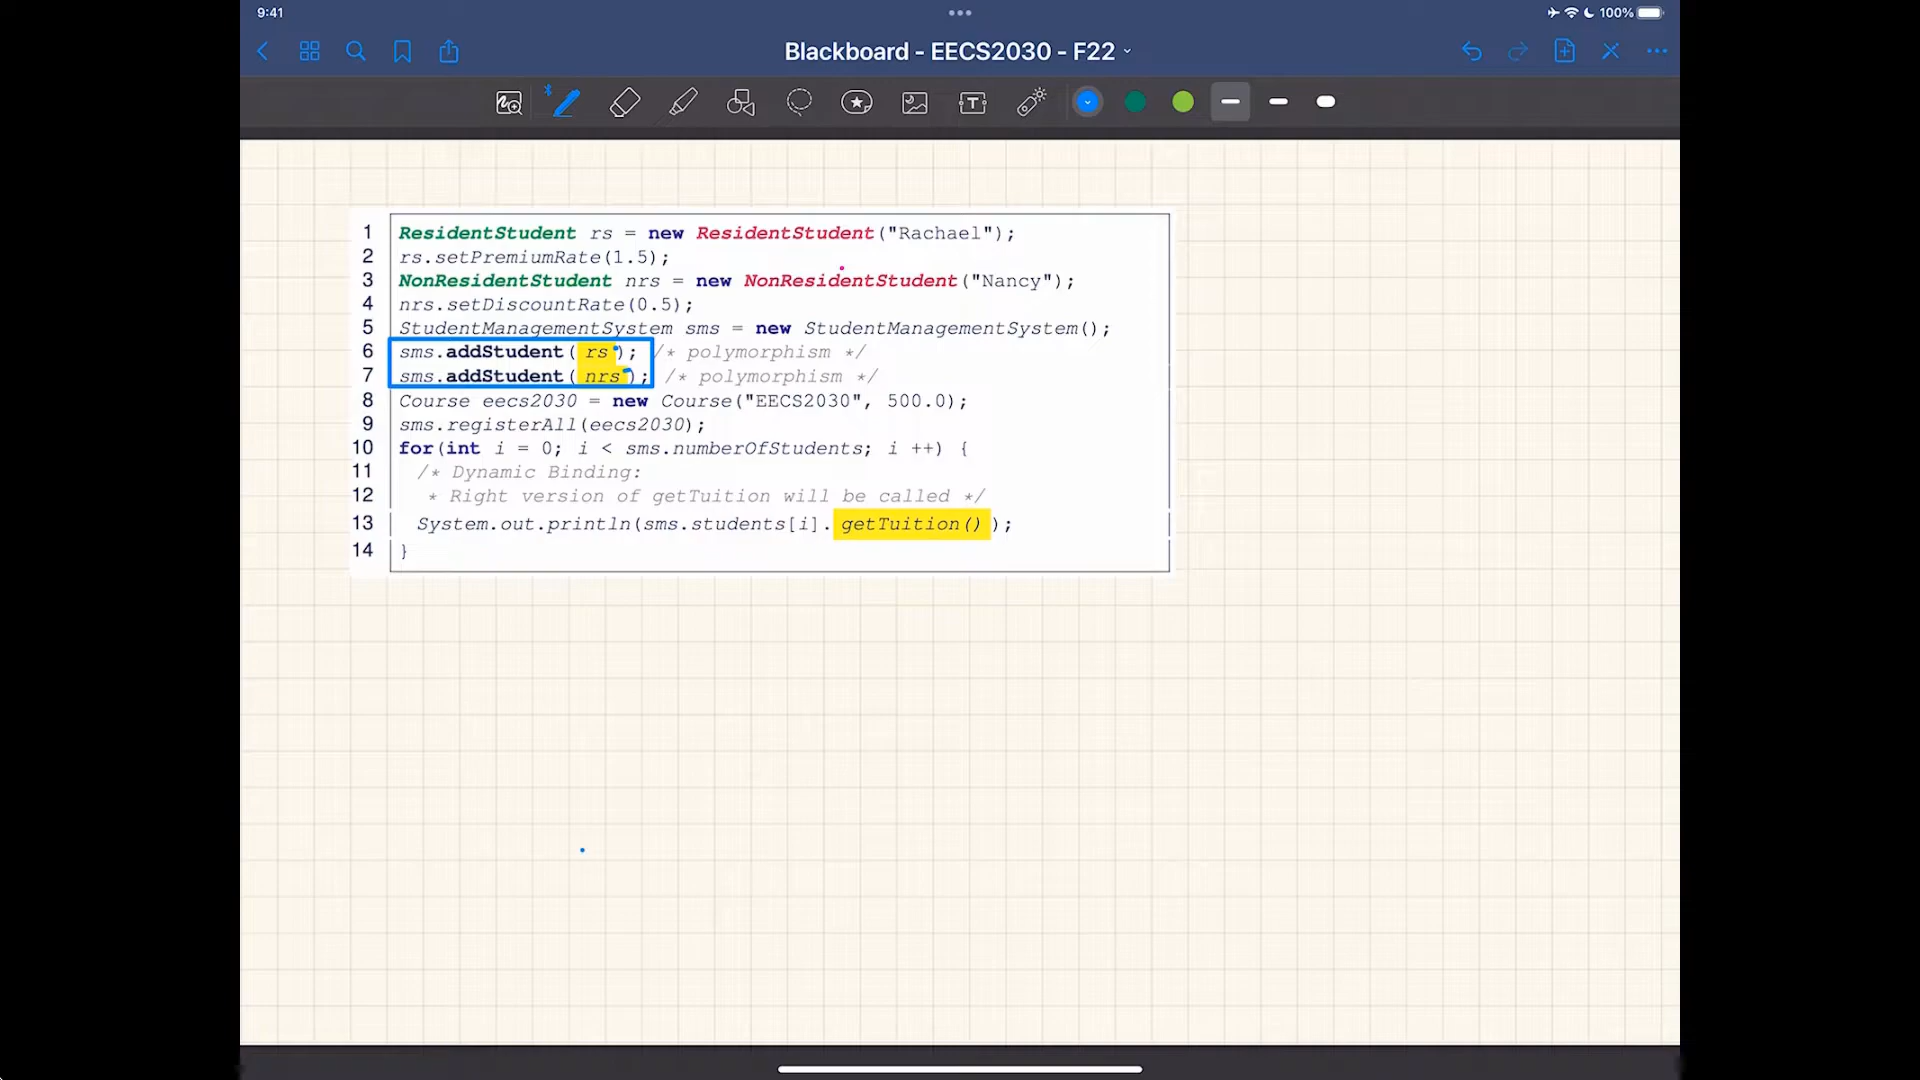 9:41
100%
Blackboard - EECS2030 - F22
1 ResidentStudent rs = new ResidentStudent("Rachael");
2 rs.setPremiumRate(1.5);
3 NonResidentStudent nrs = new NonResidentStudent("Nancy");
4 nrs.setDiscountRate(0.5);
5 StudentManagementSystem sms = new StudentManagementSystem();
6 sms.addStudent( rs ); /* polymorphism */
7 sms.addStudent( nrs ); /* polymorphism */
8 Course eecs2030 = new Course("EECS2030", 500.0);
9 sms.registerAll(eecs2030);
10 for(int i = 0; i < sms.numberOfStudents; i ++) {
11 /* Dynamic Binding:
12 * Right version of getTuition will be called */
13 System.out.println(sms.students[i]. getTuition() );
14 }